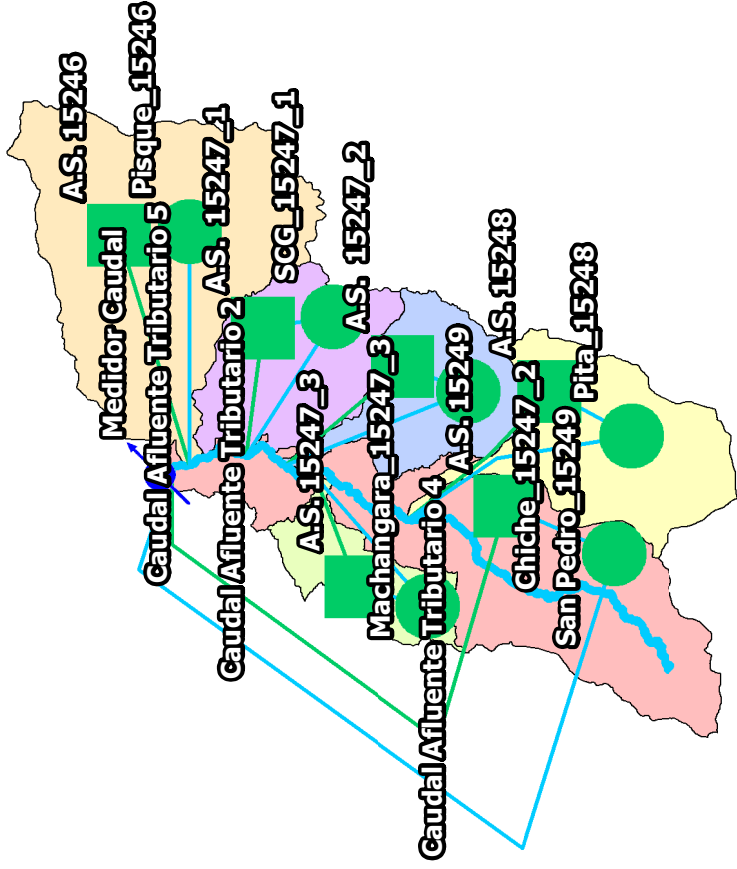 A.S. 15246
Pisque_15246
Medidor Caudal
Caudal Afluente Tributario 5
A.S. 15247_1
SCG_15247_1
Caudal Afluente Tributario 2
A.S. 15247_2
A.S. 15247_3
Machangara_15247_3
A.S. 15249
A.S. 15248
Pita_15248
Caudal Afluente Tributario 4
Chiche_15247_2
San Pedro_15249